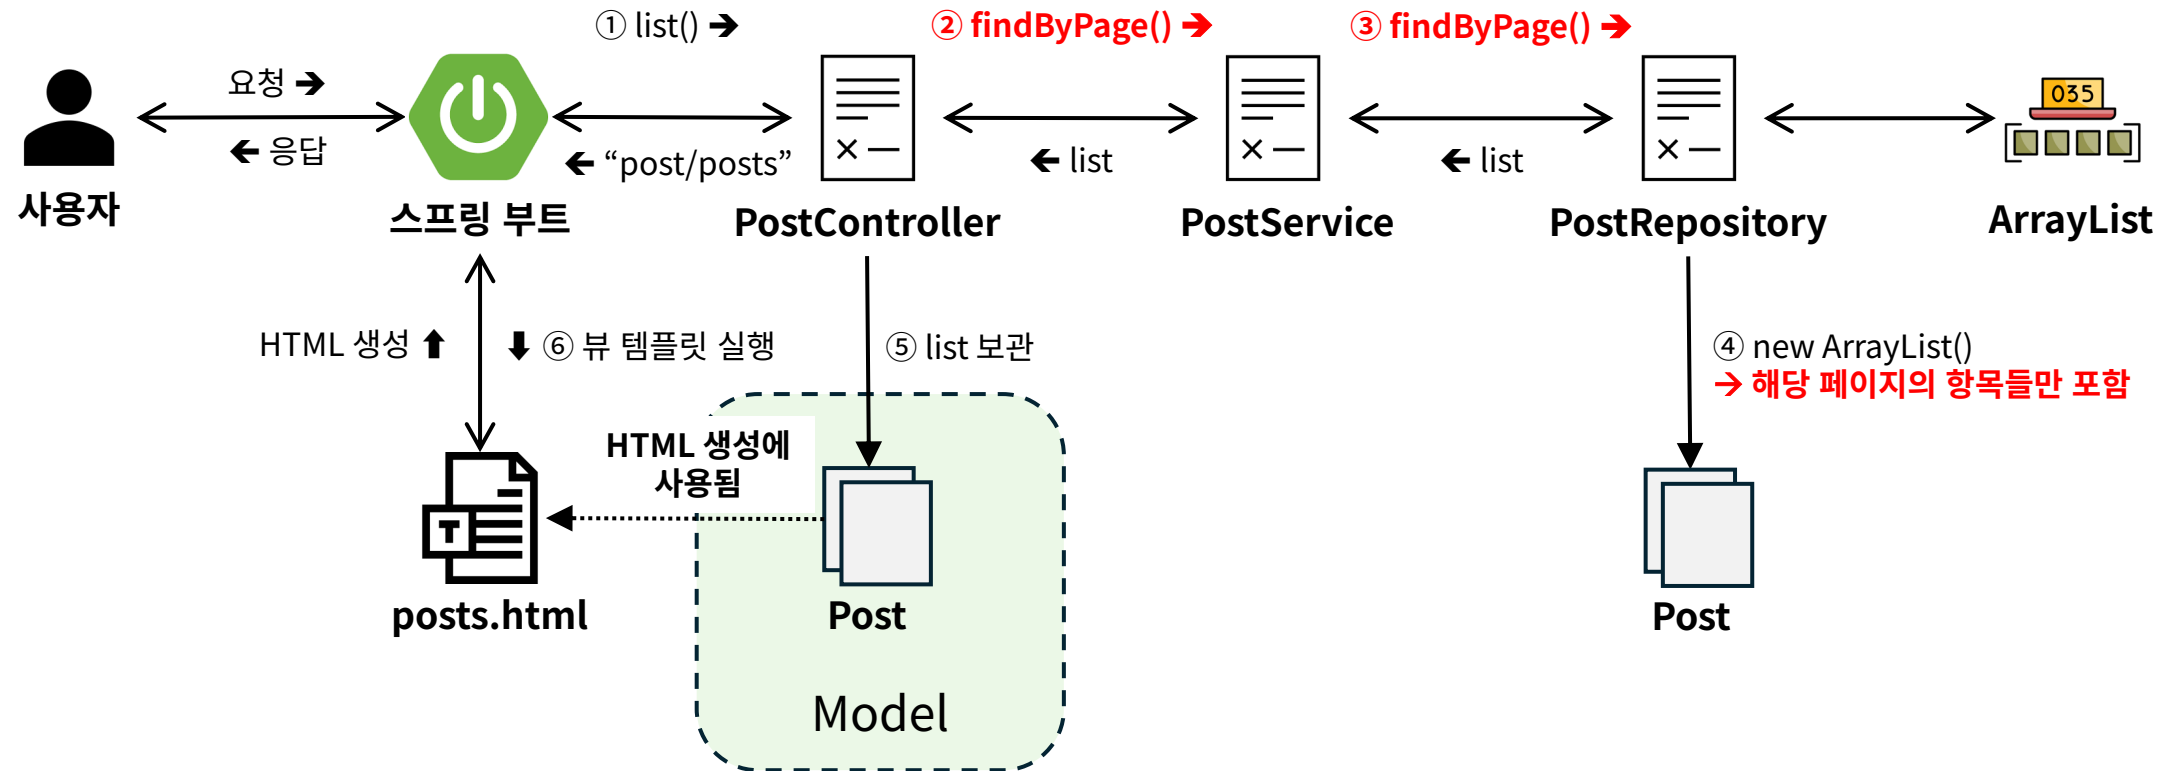 ① list() ➔
② findByPage() ➔
③ findByPage() ➔
요청 ➔
← 응답
← “post/posts”
← list
← list
035
사용자
스프링 부트
PostController
PostService
PostRepository
ArrayList
HTML 생성 ⬆
⬇ ⑥ 뷰 템플릿 실행
⑤ list 보관
④ new ArrayList()
→ 해당 페이지의 항목들만 포함
HTML 생성에
사용됨
T
posts.html
Post
Post
Model